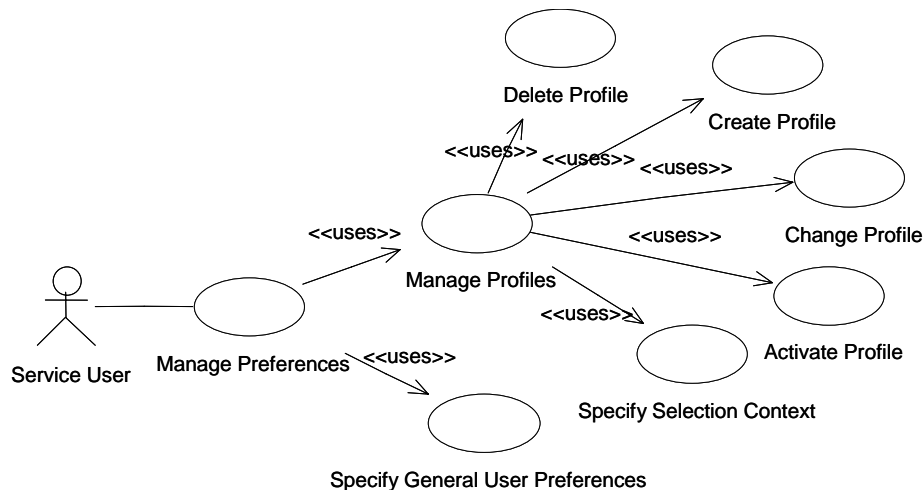 Delete Profile
Create Profile
<<uses>>
<<uses>>
<<uses>>
Change Profile
<<uses>>
<<uses>>
Manage Profiles
<<uses>>
Activate Profile
Manage Preferences
<<uses>>
Service User
Specify Selection Context
Specify General User Preferences